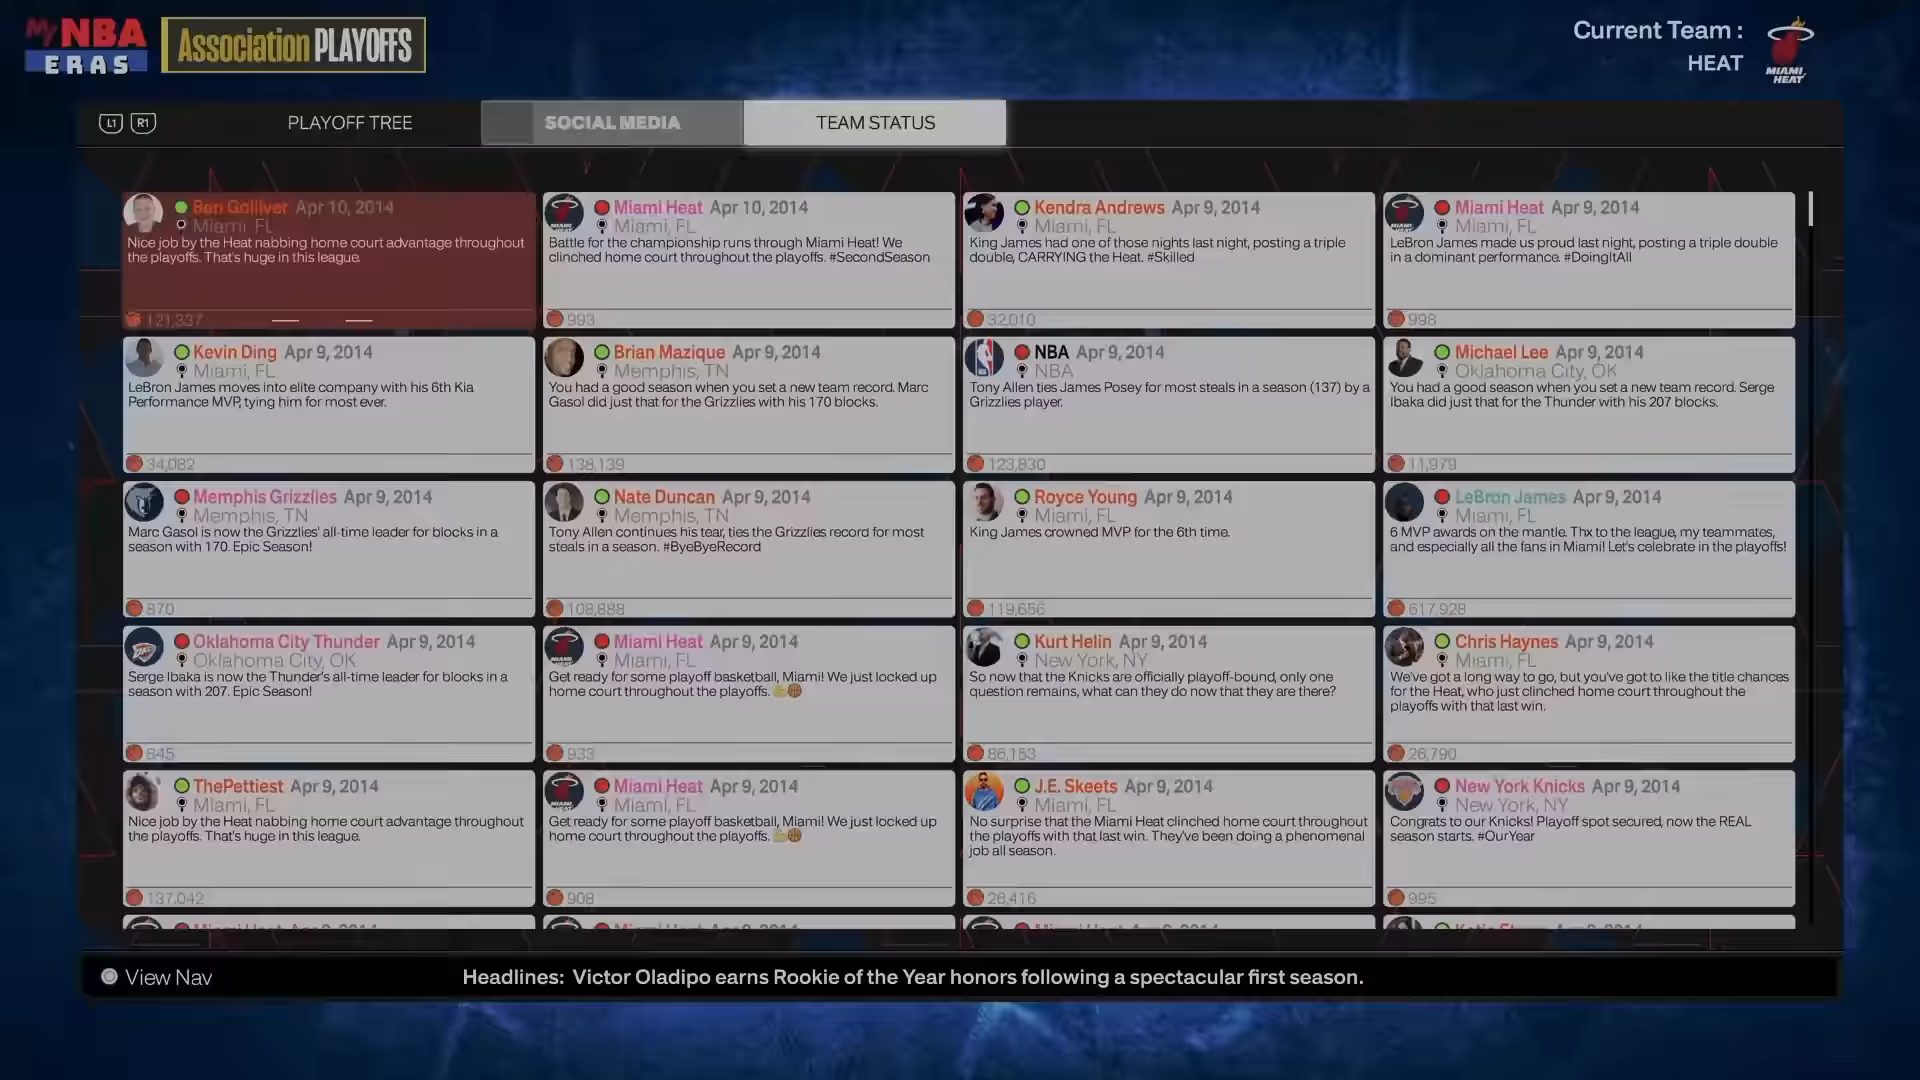 My NBA
ERAS
Association PLAYOFFS
Current Team :
HEAT
MIAMI
HEAT
L1 R1
PLAYOFF TREE
SOCIAL MEDIA
TEAM STATUS
Ben Golliver Apr 10, 2014
Miami, FL
Nice job by the Heat nabbing home court advantage throughout
the playoffs. That's huge in this league.
121,337
Miami Heat Apr 10, 2014
Miami, FL
Battle for the championship runs through Miami Heat! We
clinched home court throughout the playoffs. #SecondSeason
993
Kendra Andrews Apr 9, 2014
Miami, FL
King James had one of those nights last night, posting a triple
double, CARRYING the Heat. #Skilled
32,010
Miami Heat Apr 9, 2014
Miami, FL
LeBron James made us proud last night, posting a triple double
in a dominant performance. #DoingItAll
998
Kevin Ding Apr 9, 2014
Miami, FL
LeBron James moves into elite company with his 6th Kia
Performance MVP, tying him for most ever.
34,082
Brian Mazique Apr 9, 2014
Memphis, TN
You had a good season when you set a new team record. Marc
Gasol did just that for the Grizzlies with his 170 blocks.
138,139
NBA Apr 9, 2014
NBA
Tony Allen ties James Posey for most steals in a season (137) by a
Grizzlies player.
123,830
Michael Lee Apr 9, 2014
Oklahoma City, OK
You had a good season when you set a new team record. Serge
Ibaka did just that for the Thunder with his 207 blocks.
11,979
Memphis Grizzlies Apr 9, 2014
Memphis, TN
Marc Gasol is now the Grizzlies' all-time leader for blocks in a
season with 170. Epic Season!
870
Nate Duncan Apr 9, 2014
Memphis, TN
Tony Allen continues his tear, ties the Grizzlies record for most
steals in a season. #ByeByeRecord
108,888
Royce Young Apr 9, 2014
Miami, FL
King James crowned MVP for the 6th time.
119,656
LeBron James Apr 9, 2014
Miami, FL
6 MVP awards on the mantle. Thx to the league, my teammates,
and especially all the fans in Miami! Let's celebrate in the playoffs!
617,928
Oklahoma City Thunder Apr 9, 2014
Oklahoma City, OK
Serge Ibaka is now the Thunder's all-time leader for blocks in a
season with 207. Epic Season!
845
Miami Heat Apr 9, 2014
Miami, FL
Get ready for some playoff basketball, Miami! We just locked up
home court throughout the playoffs.
933
Kurt Helin Apr 9, 2014
New York, NY
So now that the Knicks are officially playoff-bound, only one
question remains, what can they do now that they are there?
86,153
Chris Haynes Apr 9, 2014
Miami, FL
We've got a long way to go, but you've got to like the title chances
for the Heat, who just clinched home court throughout the
playoffs with that last win.
26,790
ThePettiest Apr 9, 2014
Miami, FL
Nice job by the Heat nabbing home court advantage throughout
the playoffs. That's huge in this league.
137,042
Miami Heat Apr 9, 2014
Miami, FL
Get ready for some playoff basketball, Miami! We just locked up
home court throughout the playoffs.
908
J.E. Skeets Apr 9, 2014
Miami, FL
No surprise that the Miami Heat clinched home court throughout
the playoffs with that last win. They've been doing a phenomenal
job all season.
26,416
New York Knicks Apr 9, 2014
New York, NY
Congrats to our Knicks! Playoff spot secured, now the REAL
season starts. #OurYear
995
View Nav
Headlines: Victor Oladipo earns Rookie of the Year honors following a spectacular first season.